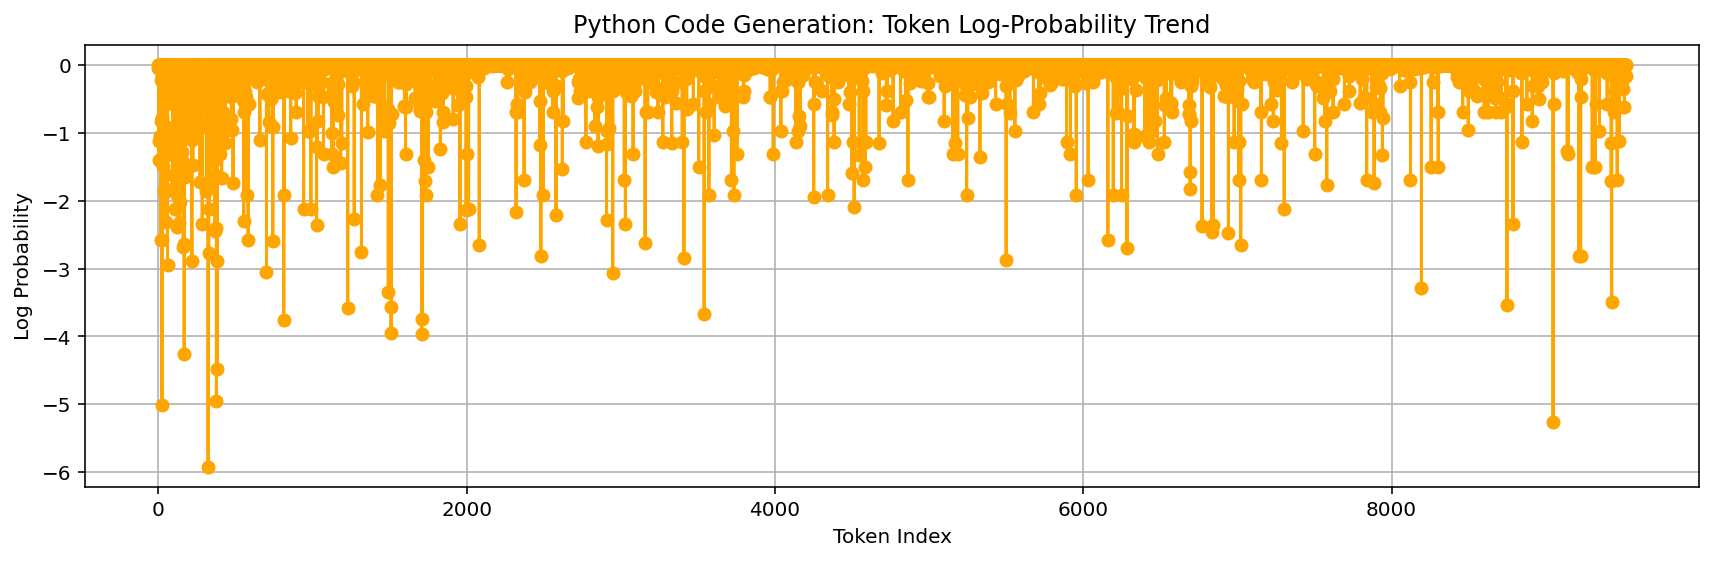 Python Code Generation: Token Log-Probability Trend
0
−1
−2
−3
−4
−5
−6
Log Probability
0 2000 4000 6000 8000
Token Index